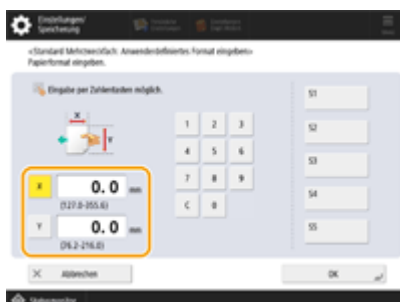 Einstellungen/
Speicherung
<Standard Mehrzweckfach: Anwenderdefiniertes Format eingeben>
Papierformat eingeben.
Eingabe per Zahlentasten möglich.
X
Y
1 2 3
4 5 6
7 8 9
C 0
X 0. 0 mm
(127.0-355.6)
Y 0. 0 mm
(76.2-216.0)
S1
S2
S3
S4
S5
Abbrechen
OK
Statusmonitor